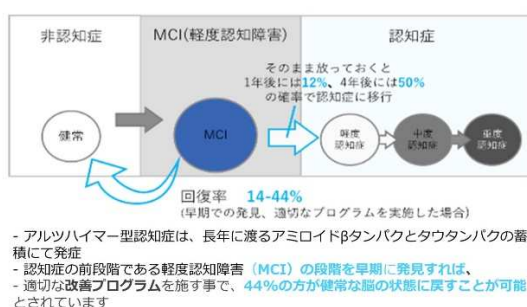 非認知症
MCI(軽度認知障害)
認知症
そのまま放っておくと
1年後には12%、4年後には50%
の確率で認知症に移行
健常
MCI
軽度
認知症
中度
認知症
重度
認知症
回復率 14-44%
(早期での発見、適切なプログラムを実施した場合)
- アルツハイマー型認知症は、長年に渡るアミロイドβタンパクとタウタンパクの蓄
積にて発症
- 認知症の前段階である軽度認知障害（MCI）の段階を早期に発見すれば、
- 適切な改善プログラムを施す事で、44%の方が健常な脳の状態に戻すことが可能
とされています